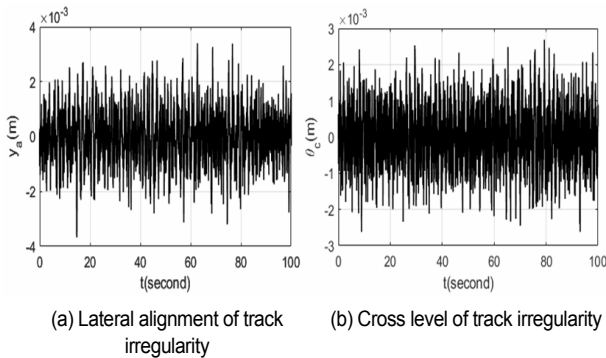 ×10⁻³
4
2
0
-2
-4
yₐ(m)
0 20 40 60 80 100
t(second)
(a) Lateral alignment of track
irregularity
×10⁻³
3
2
1
0
-1
-2
-3
θ_c(m)
0 20 40 60 80 100
t(second)
(b) Cross level of track irregularity